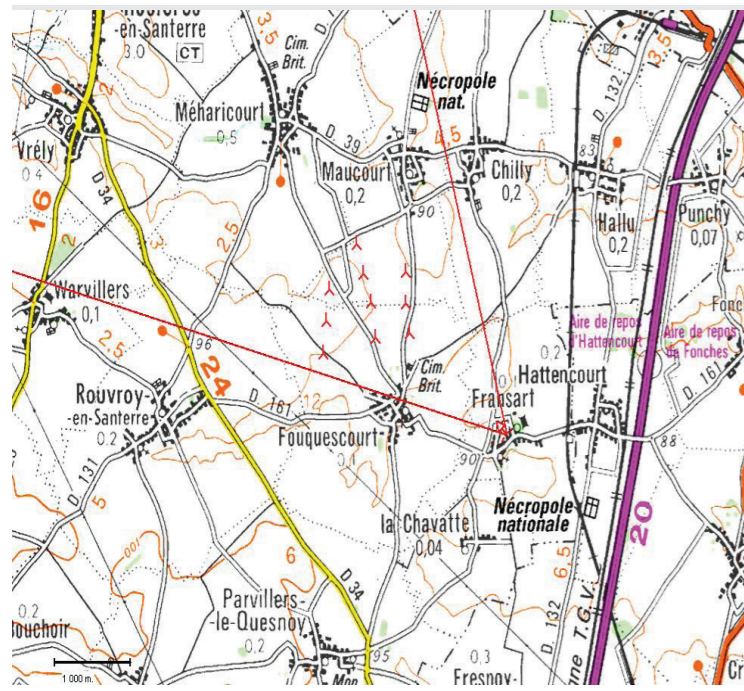 en-Santerre
3.0
CT
3.5
Cim.
Brit.
Nécropole
nat.
D 132
3.5
Méharicourt
0,5
D 39
4.5
83
Vrély
0 4
D 34
2
Maucourt
0,2
Chilly
0,2
90
Hallu
0,2
Punchy
0,07
16
2
3
2.5
Warvillers
0,1
2.5
96
24
Aire de repos
d'Hattencourt
Aire de repos
de Fonches
0,2
D 161
Rouvroy-
-en-Santerre
0,2
D 161
12
Cim.
Brit.
Fransart
Hattencourt
Fouquescourt
90
88
D 131
5
Nécropole
nationale
20
la Chavatte
0,04
6
6.5
D 34
D 132
T.G.V.
0.2
Bouchoir
Parvillers-
-le-Quesnoy
0,2
95
0,3
Fresnoy-
Mon
Cr
1 000 m.